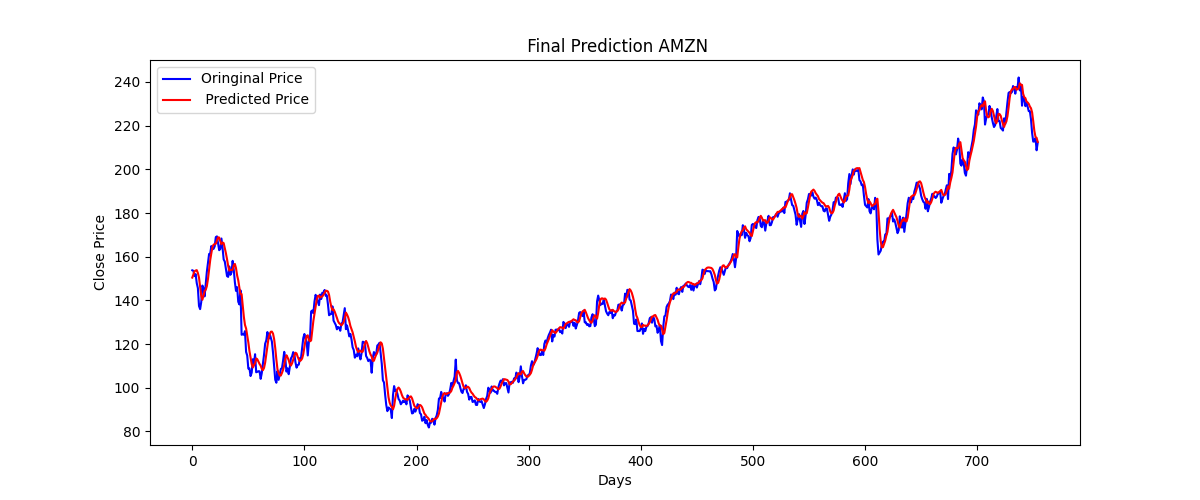 Final Prediction AMZN
Oringinal Price
Predicted Price
240
220
200
180
160
140
120
100
80
Close Price
0 100 200 300 400 500 600 700
Days